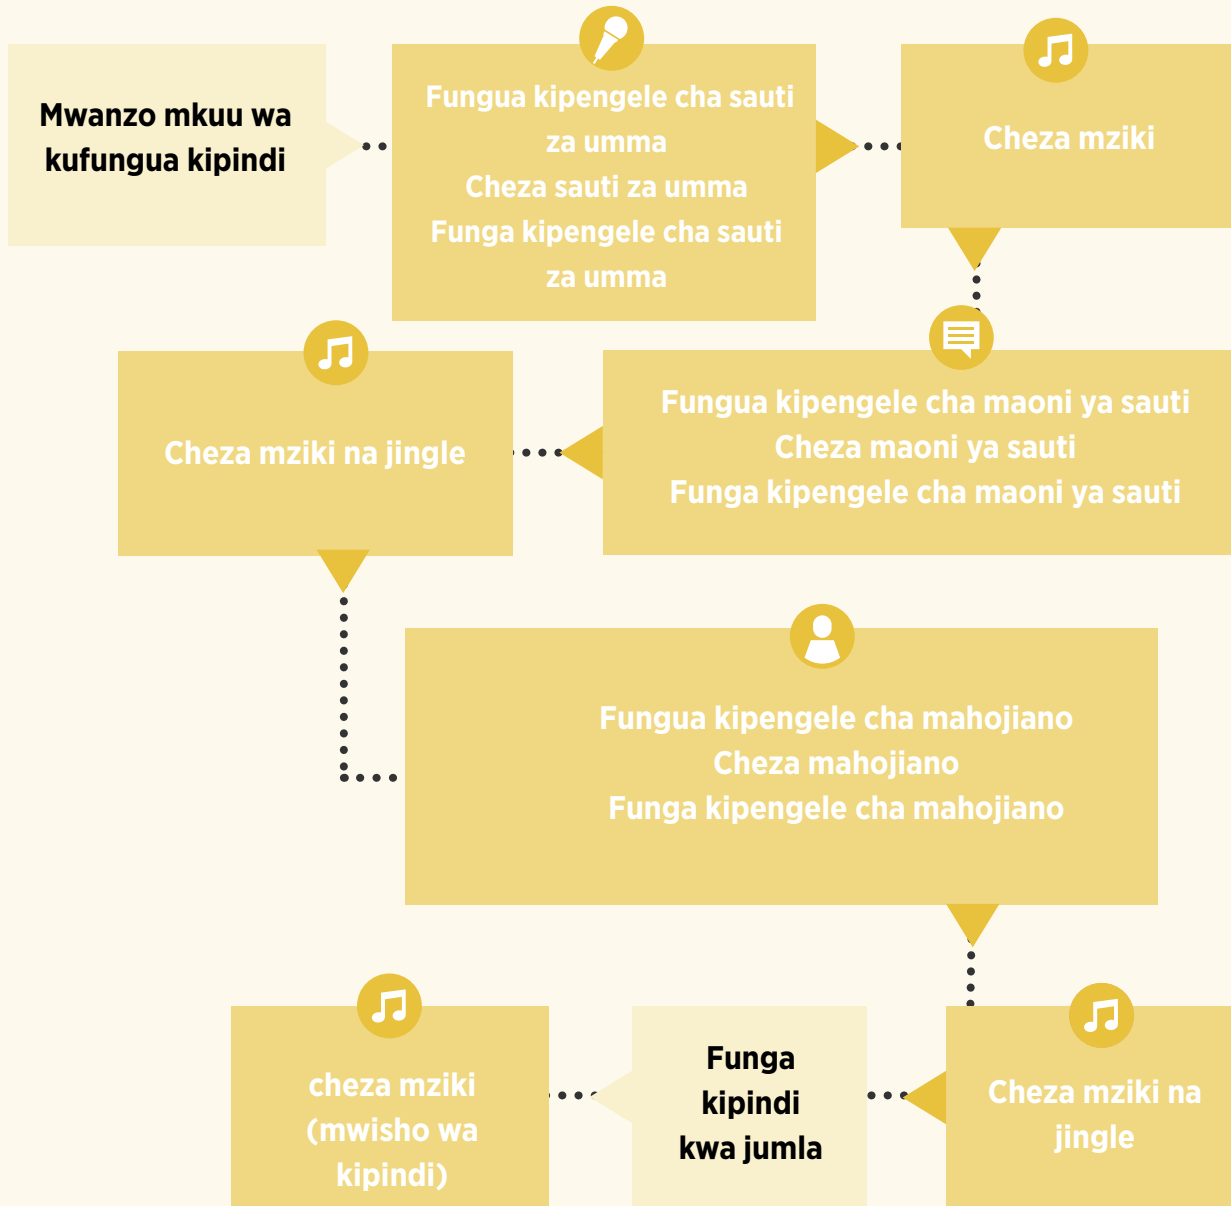 Mwanzo mkuu wa
kufungua kipindi
Fungua kipengele cha sauti
za umma
Cheza sauti za umma
Funga kipengele cha sauti
za umma
Cheza mziki
Fungua kipengele cha maoni ya sauti
Cheza maoni ya sauti
Funga kipengele cha maoni ya sauti
Cheza mziki na jingle
Fungua kipengele cha mahojiano
Cheza mahojiano
Funga kipengele cha mahojiano
Cheza mziki na
jingle
Funga
kipindi
kwa jumla
cheza mziki
(mwisho wa
kipindi)